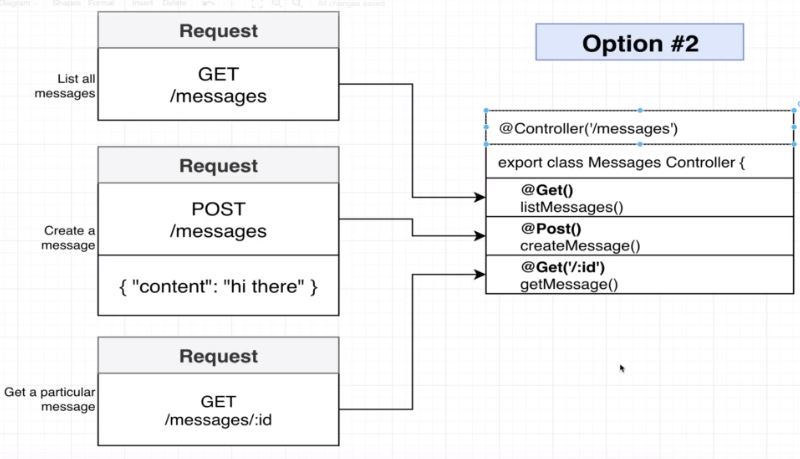 Diagram
Shapes
Format
Insert
Delete
All changes saved
Request
GET
/messages
List all
messages
Request
POST
/messages
Create a
message
{ "content": "hi there" }
Request
GET
/messages/:id
Get a particular
message
Option #2
@Controller('/messages')
export class Messages Controller {
@Get()
listMessages()
@Post()
createMessage()
@Get('/:id')
getMessage()